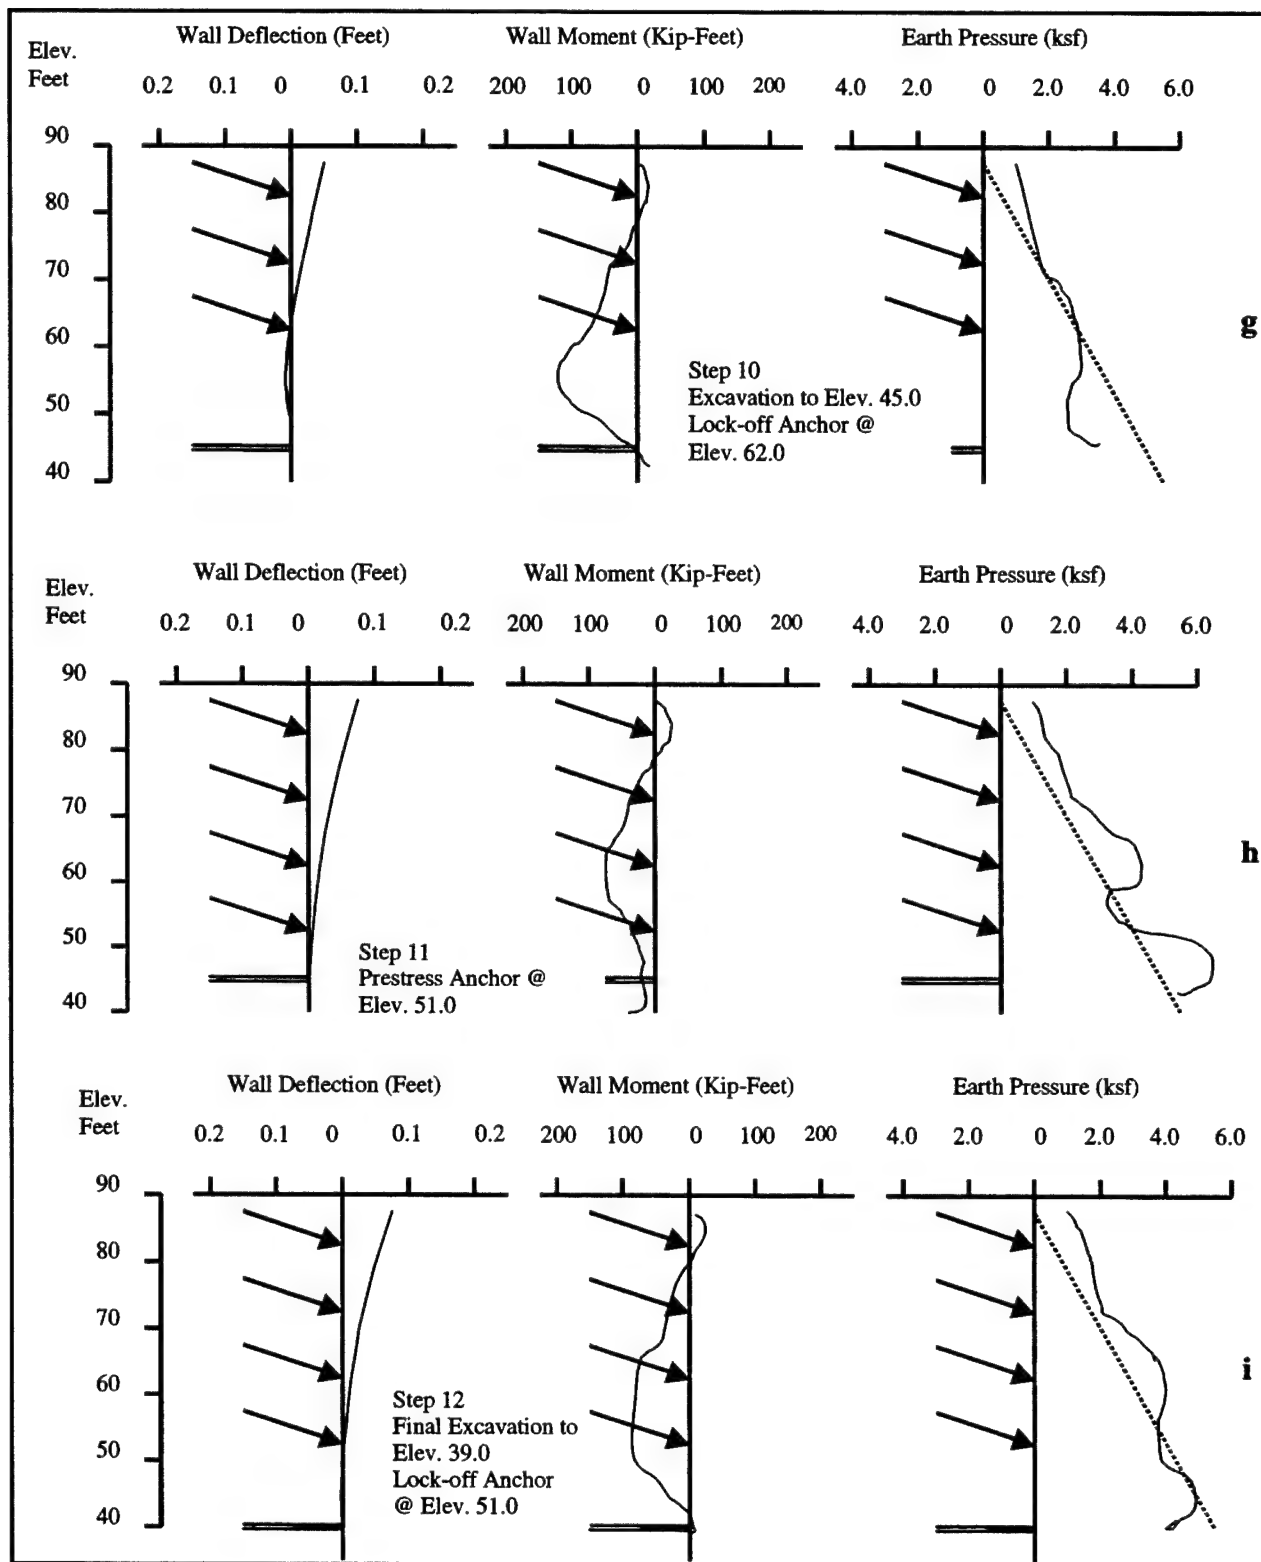 Wall Deflection (Feet) Wall Moment (Kip-Feet) Earth Pressure (ksf)
Elev.
Feet
0.2 0.1 0 0.1 0.2 200 100 0 100 200 4.0 2.0 0 2.0 4.0 6.0
90
80
70
60
50
40
Step 10
Excavation to Elev. 45.0
Lock-off Anchor @
Elev. 62.0
g
Wall Deflection (Feet) Wall Moment (Kip-Feet) Earth Pressure (ksf)
Elev.
Feet
0.2 0.1 0 0.1 0.2 200 100 0 100 200 4.0 2.0 0 2.0 4.0 6.0
90
80
70
60
50
40
Step 11
Prestress Anchor @
Elev. 51.0
h
Wall Deflection (Feet) Wall Moment (Kip-Feet) Earth Pressure (ksf)
Elev.
Feet
0.2 0.1 0 0.1 0.2 200 100 0 100 200 4.0 2.0 0 2.0 4.0 6.0
90
80
70
60
50
40
Step 12
Final Excavation to
Elev. 39.0
Lock-off Anchor
@ Elev. 51.0
i